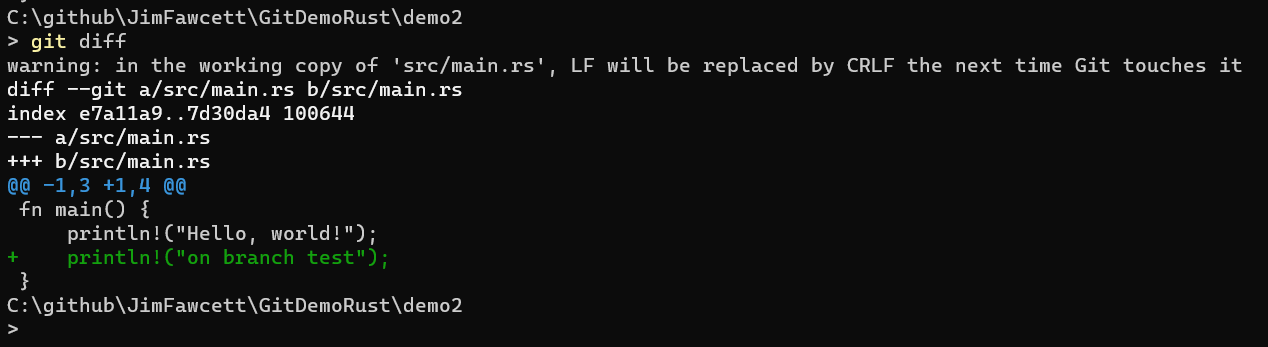 C:\github\JimFawcett\GitDemoRust\demo2
> git diff
warning: in the working copy of 'src/main.rs', LF will be replaced by CRLF the next time Git touches it
diff --git a/src/main.rs b/src/main.rs
index e7a11a9..7d30da4 100644
--- a/src/main.rs
+++ b/src/main.rs
@@ -1,3 +1,4 @@
 fn main() {
     println!("Hello, world!");
+    println!("on branch test");
 }
C:\github\JimFawcett\GitDemoRust\demo2
>